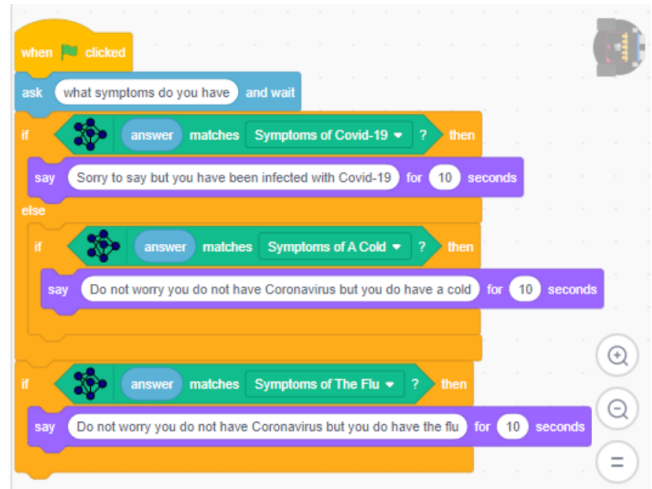 when clicked
ask what symptoms do you have and wait
if answer matches Symptoms of Covid-19 ? then
say Sorry to say but you have been infected with Covid-19 for 10 seconds
else
if answer matches Symptoms of A Cold ? then
say Do not worry you do not have Coronavirus but you do have a cold for 10 seconds
if answer matches Symptoms of The Flu ? then
say Do not worry you do not have Coronavirus but you do have the flu for 10 seconds